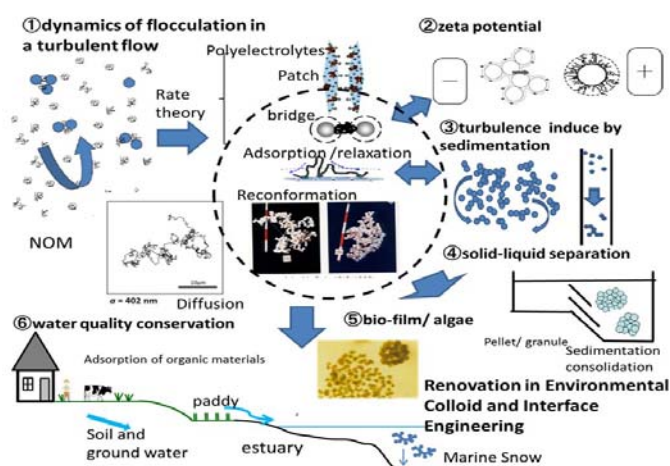 ①dynamics of flocculation in
a turbulent flow
Rate
theory
NOM
Polyelectrolytes
Patch
bridge
Adsorption /relaxation
Reconformation
σ = 402 nm
Diffusion
②zeta potential
−
+
③turbulence induce by
sedimentation
④solid-liquid separation
Pellet/ granule
Sedimentation
consolidation
⑤bio-film/ algae
⑥water quality conservation
Adsorption of organic materials
paddy
Soil and
ground water
estuary
Renovation in Environmental
Colloid and Interface
Engineering
Marine Snow